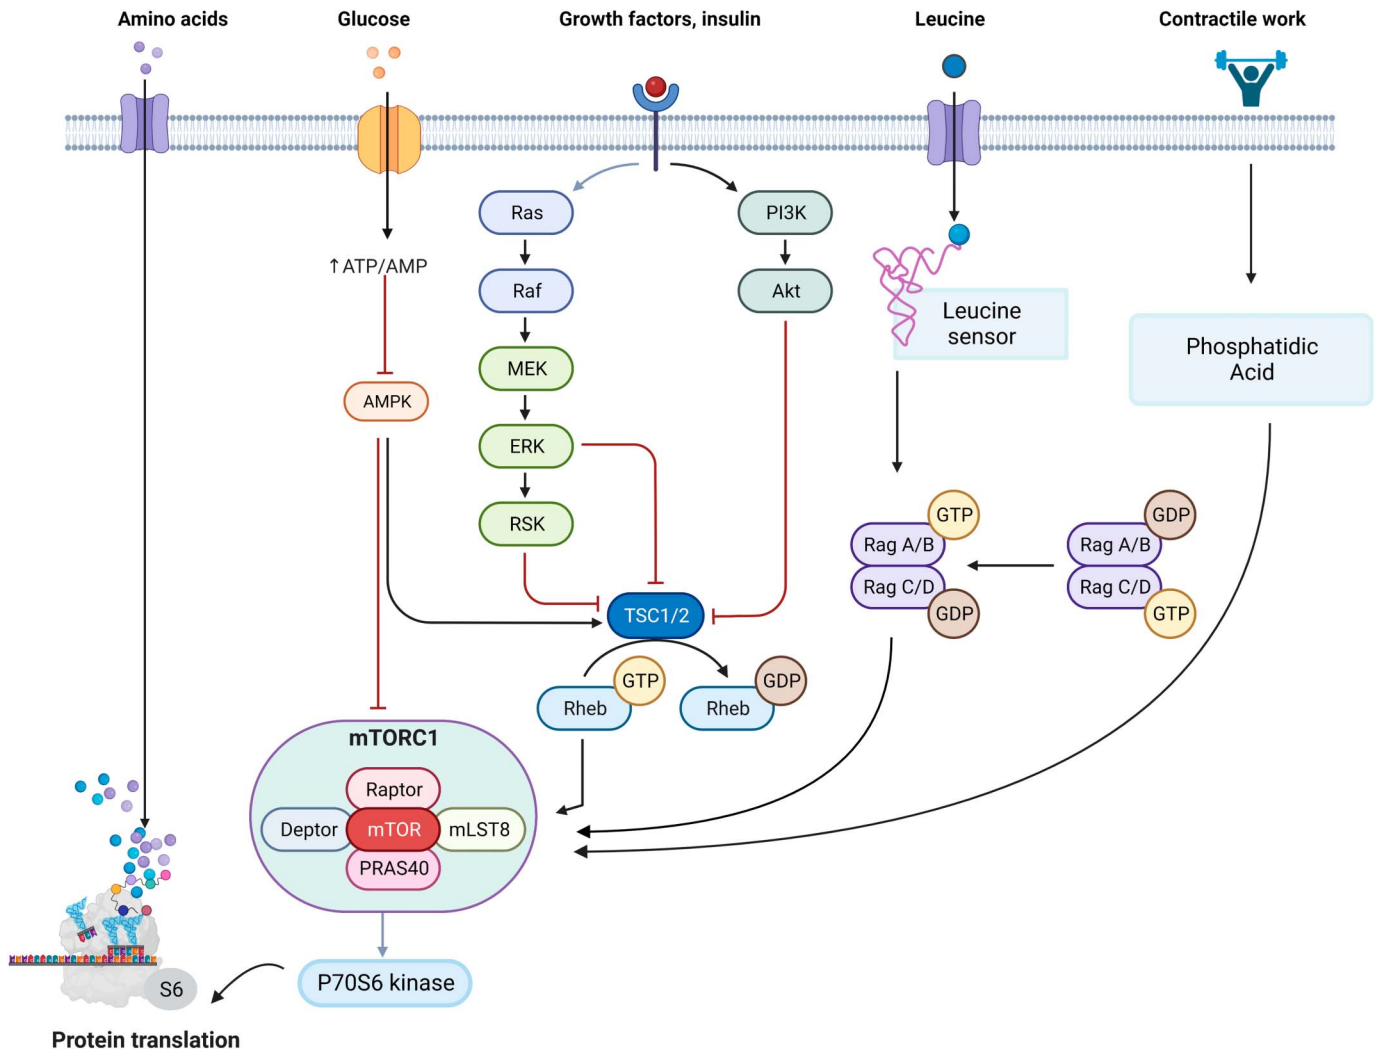 Amino acids
Glucose
Growth factors, insulin
Leucine
Contractile work
Ras
PI3K
↑ATP/AMP
Raf
Akt
Leucine
sensor
Phosphatidic
Acid
MEK
AMPK
ERK
RSK
GTP
Rag A/B
Rag C/D
GDP
GDP
Rag A/B
Rag C/D
GTP
TSC1/2
GTP
Rheb
GDP
Rheb
mTORC1
Raptor
Deptor
mTOR
mLST8
PRAS40
P70S6 kinase
S6
Protein translation